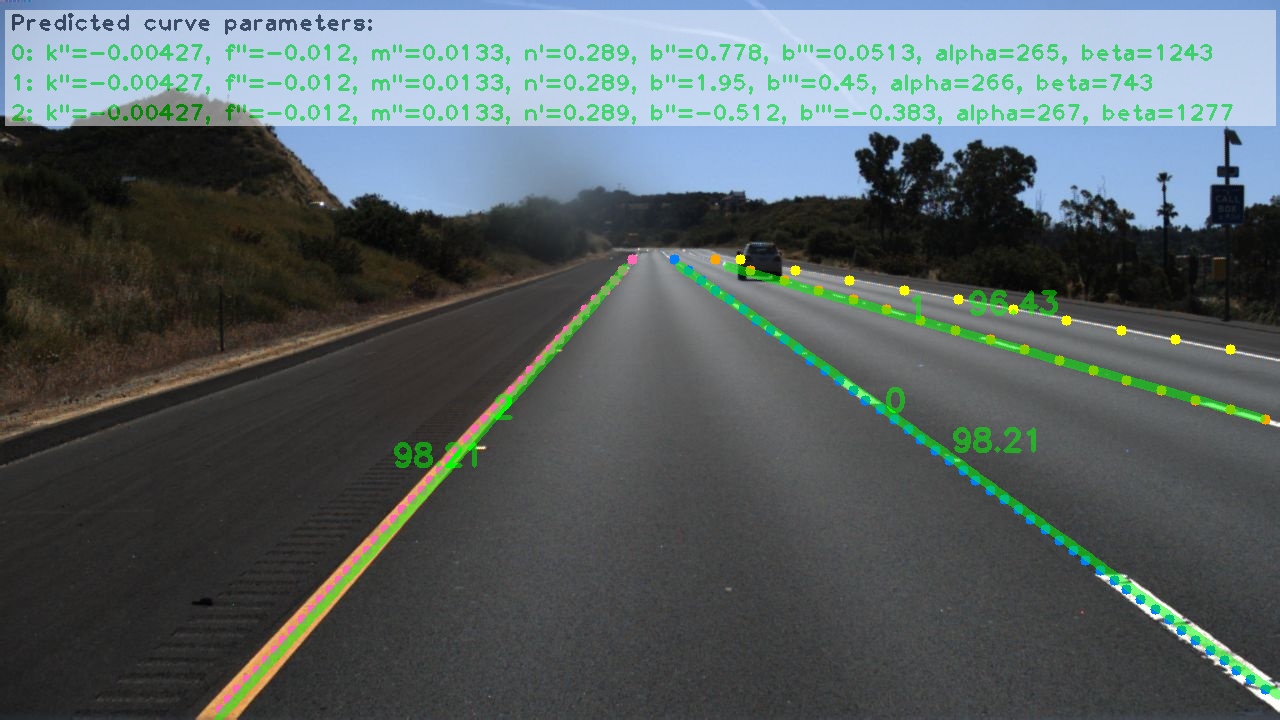 Predicted curve parameters:
0: k''=-0.00427, f''=-0.012, m''=0.0133, n'=0.289, b''=0.778, b'''=0.0513, alpha=265, beta=1243
1: k''=-0.00427, f''=-0.012, m''=0.0133, n'=0.289, b''=1.95, b'''=0.45, alpha=266, beta=743
2: k''=-0.00427, f''=-0.012, m''=0.0133, n'=0.289, b''=-0.512, b'''=-0.383, alpha=267, beta=1277
CALL
BOX
1 96.43
0
2
98.21
98.21